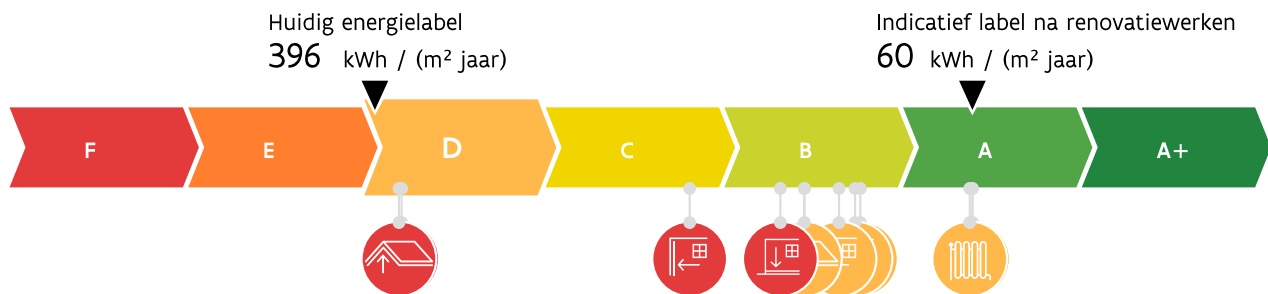 Huidig energielabel
396 kWh / (m² jaar)
Indicatief label na renovatiewerken
60 kWh / (m² jaar)
F E D C B A A+